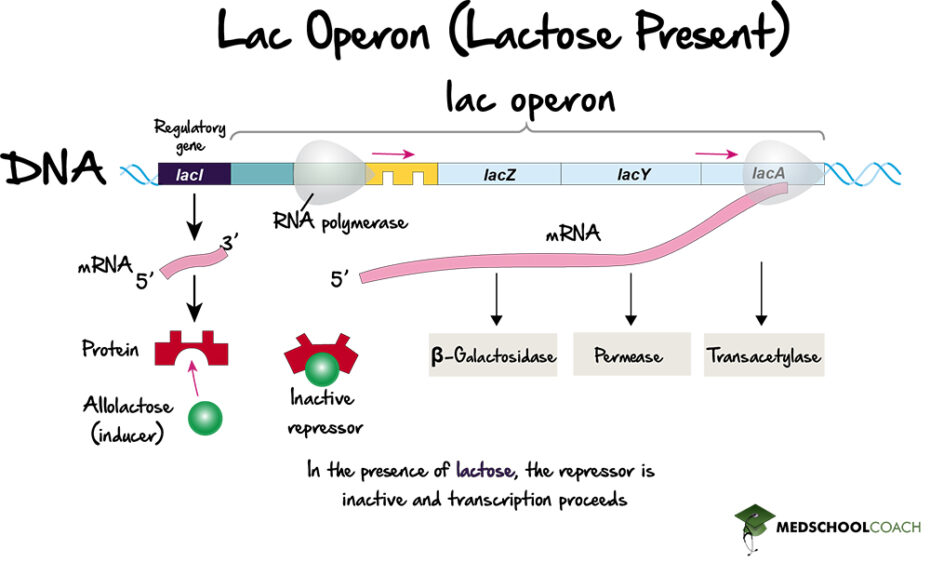 Lac Operon (Lactose Present)
lac operon
Regulatory
gene
DNA
lacI
lacZ
lacY
lacA
RNA polymerase
mRNA
5'
3'
mRNA
5'
Protein
β-Galactosidase
Permease
Transacetylase
Allolactose
(inducer)
Inactive
repressor
In the presence of lactose, the repressor is
inactive and transcription proceeds
MEDSCHOOLCOACH